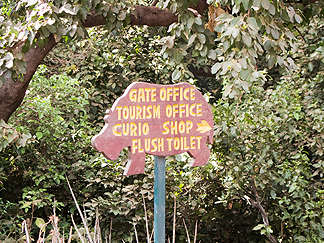 GATE OFFICE
TOURISM OFFICE
CURIO SHOP
FLUSH TOILET